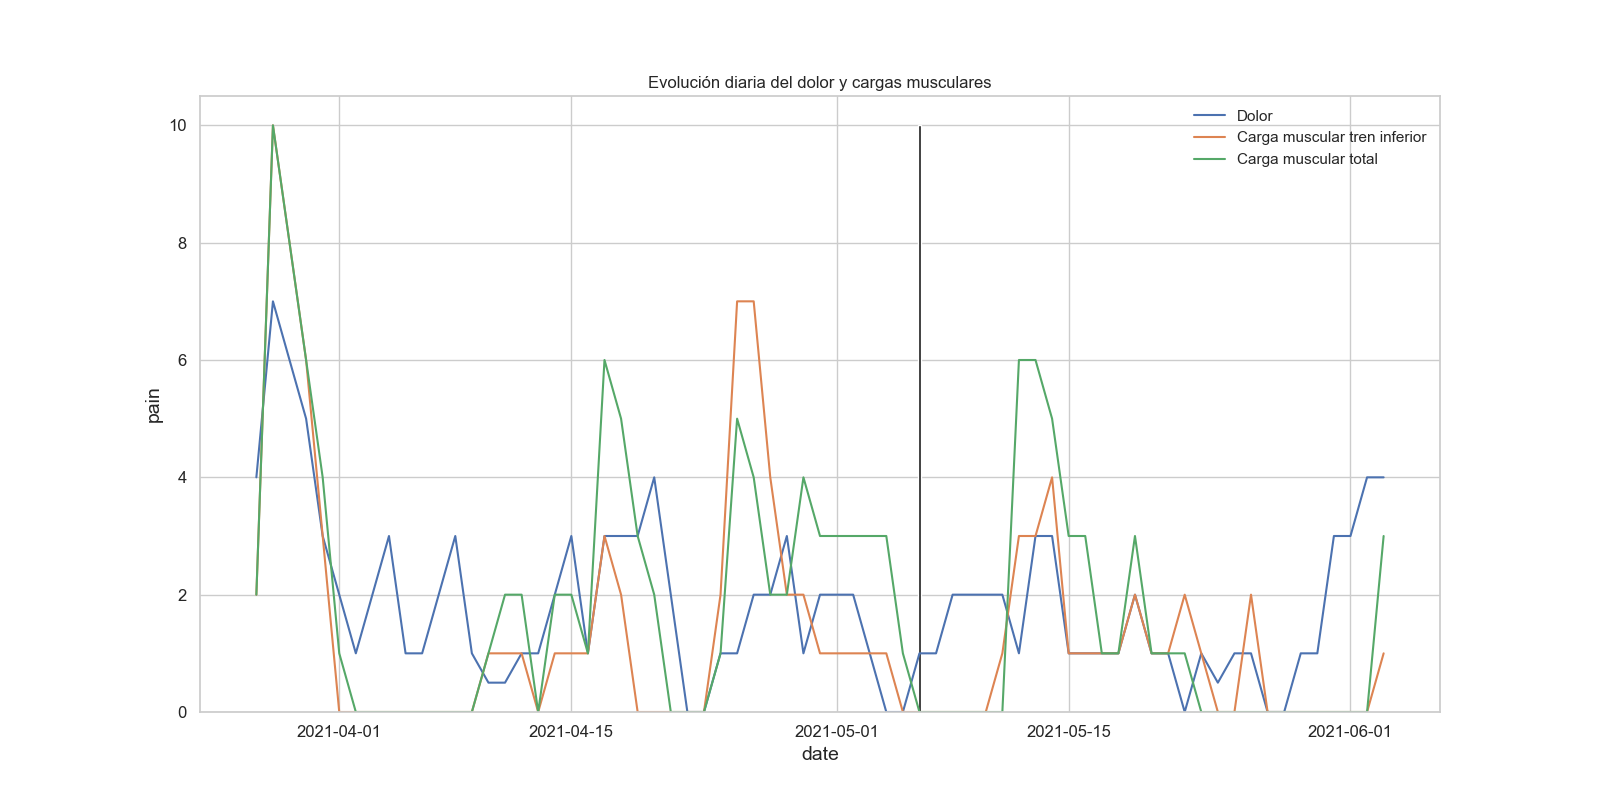 Evolución diaria del dolor y cargas musculares
Dolor
Carga muscular tren inferior
Carga muscular total
pain
10
8
6
4
2
0
2021-04-01
2021-04-15
2021-05-01
2021-05-15
2021-06-01
date